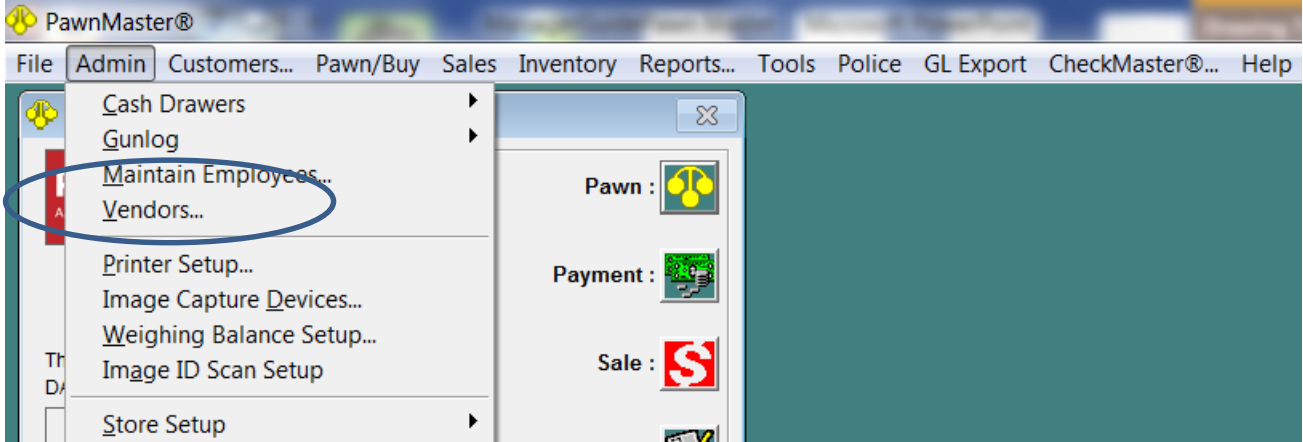 PawnMaster®
File Admin Customers... Pawn/Buy Sales Inventory Reports... Tools Police GL Export CheckMaster®... Help
Cash Drawers
Gunlog
Maintain Employees...
Vendors...
Printer Setup...
Image Capture Devices...
Weighing Balance Setup...
Image ID Scan Setup
Store Setup
Pawn :
Payment :
Sale :